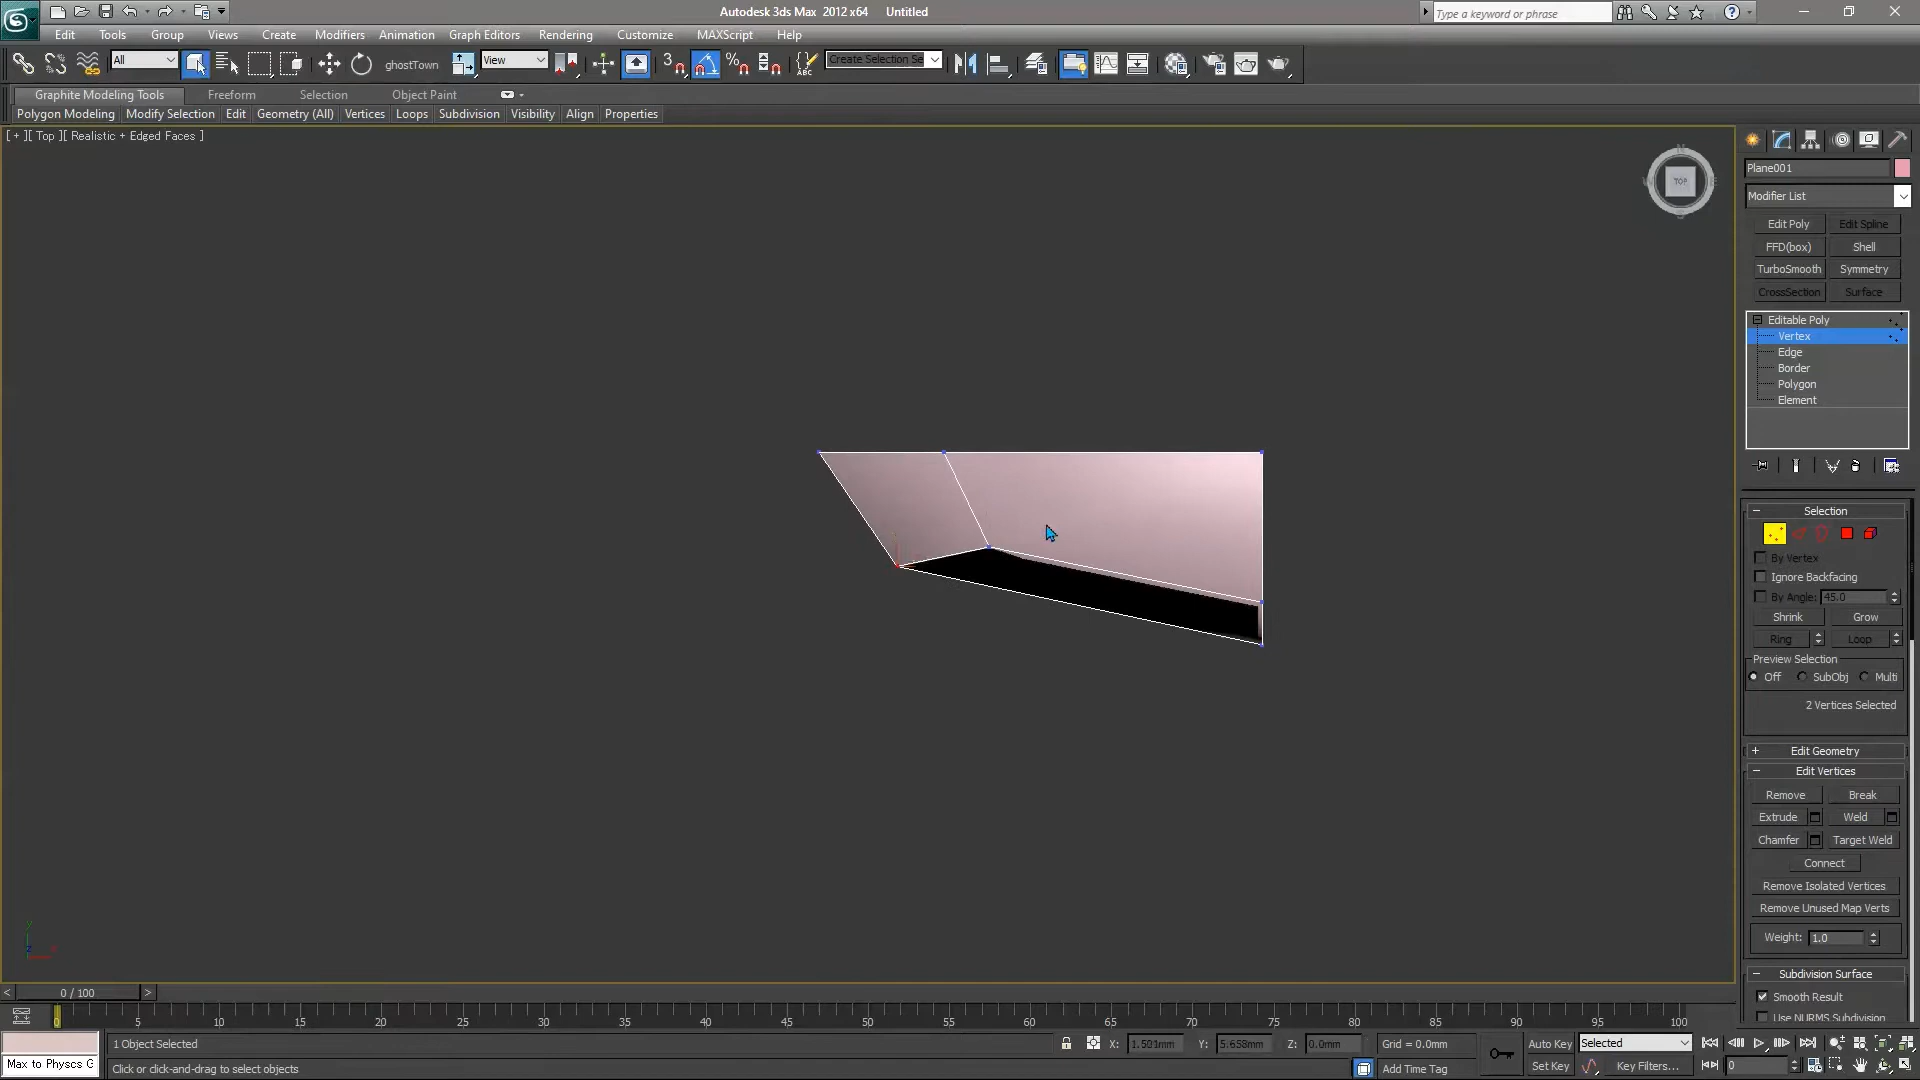 Autodesk 3ds Max 2012 x64 Untitled
Type a keyword or phrase
Edit Tools Group Views Create Modifiers Animation Graph Editors Rendering Customize MAXScript Help
All ghostTown View 3 % ABC Create Selection Se
Graphite Modeling Tools Freeform Selection Object Paint
Polygon Modeling Modify Selection Edit Geometry (All) Vertices Loops Subdivision Visibility Align Properties
[ + ][ Top ][ Realistic + Edged Faces ]
TOP
Plane001
Modifier List
Edit Poly Edit Spline
FFD(box) Shell
TurboSmooth Symmetry
CrossSection Surface
Editable Poly
Vertex
Edge
Border
Polygon
Element
Selection
By Vertex
Ignore Backfacing
By Angle: 45.0
Shrink Grow
Ring Loop
Preview Selection
Off SubObj Multi
2 Vertices Selected
+ Edit Geometry
- Edit Vertices
Remove Break
Extrude Weld
Chamfer Target Weld
Connect
Remove Isolated Vertices
Remove Unused Map Verts
Weight: 1.0
- Subdivision Surface
Smooth Result
Use NURMS Subdivision
< 0 / 100 >
0 5 10 15 20 25 30 35 40 45 50 55 60 65 70 75 80 85 90 95 100
1 Object Selected X: 1.501mm Y: 5.658mm Z: 0.0mm Grid = 0.0mm Auto Key Selected
Max to Physcs G Click or click-and-drag to select objects Add Time Tag Set Key Key Filters... 0